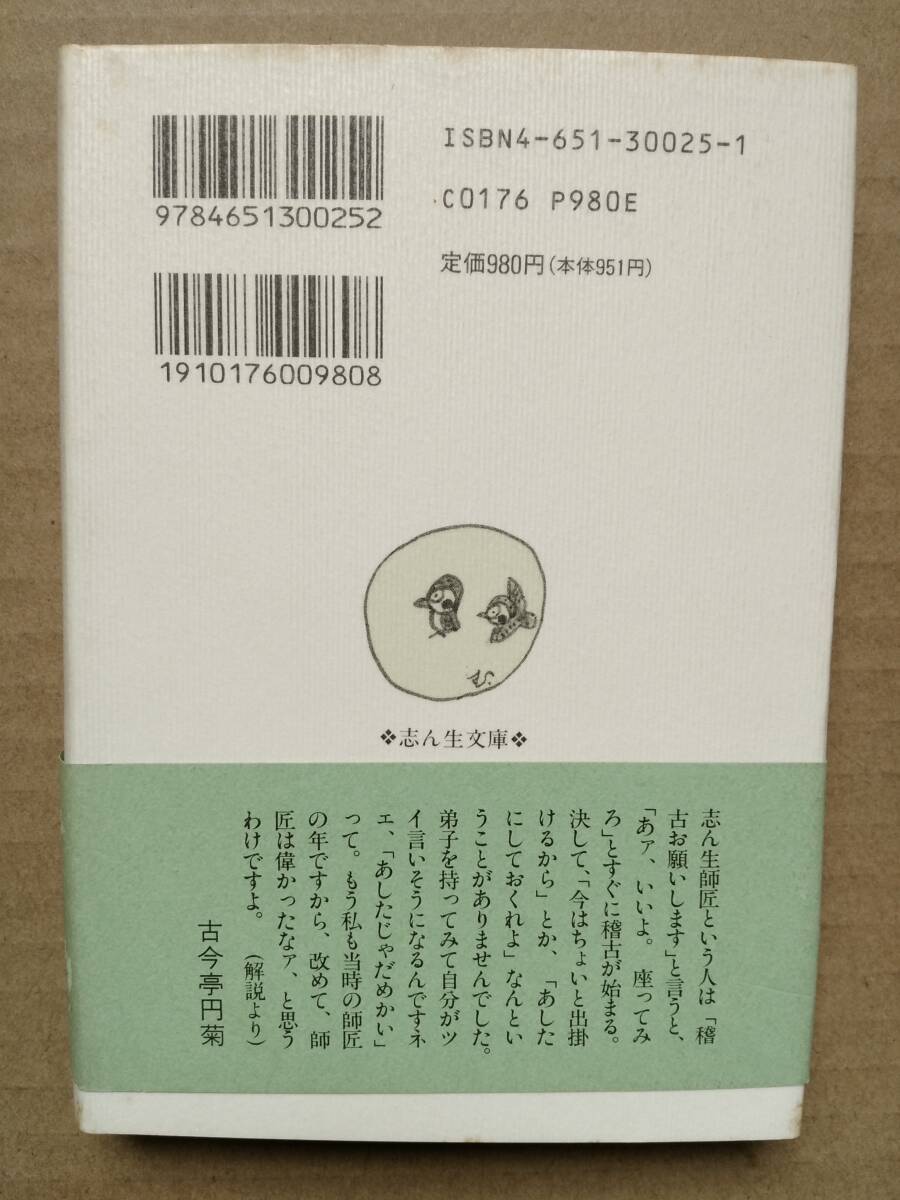 ISBN4-651-30025-1
9784651300252
C0176 P980E
定価980円(本体951円)
1910176009808
む
❖志ん生文庫❖
志ん生師匠という人は「稽
古お願いします」と言うと、
「あァ、いいよ。座ってみ
ろ」とすぐに稽古が始まる。
決して、「今はちょいと出掛
けるから」とか、「あした
にしておくれよ」なんとい
うことがありませんでした。
弟子を持ってみて自分がツ
イ言いそうになるんですネ
エ、「あしたじゃだめかい」
って。もう私も当時の師匠
の年ですから、改めて、師
匠は偉かったなァ、と思う
わけですよ。(解説より)
古今亭円菊